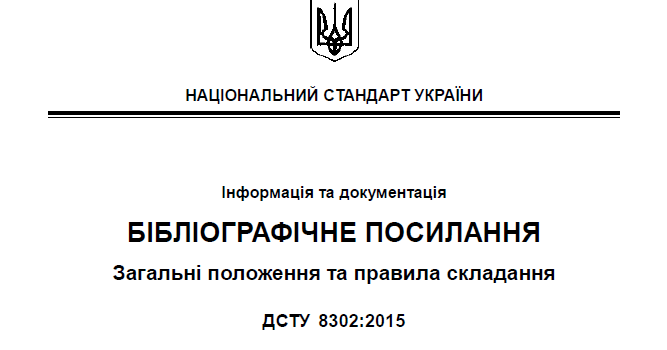 НАЦІОНАЛЬНИЙ СТАНДАРТ УКРАЇНИ
Інформація та документація
БІБЛІОГРАФІЧНЕ ПОСИЛАННЯ
Загальні положення та правила складання
ДСТУ 8302:2015